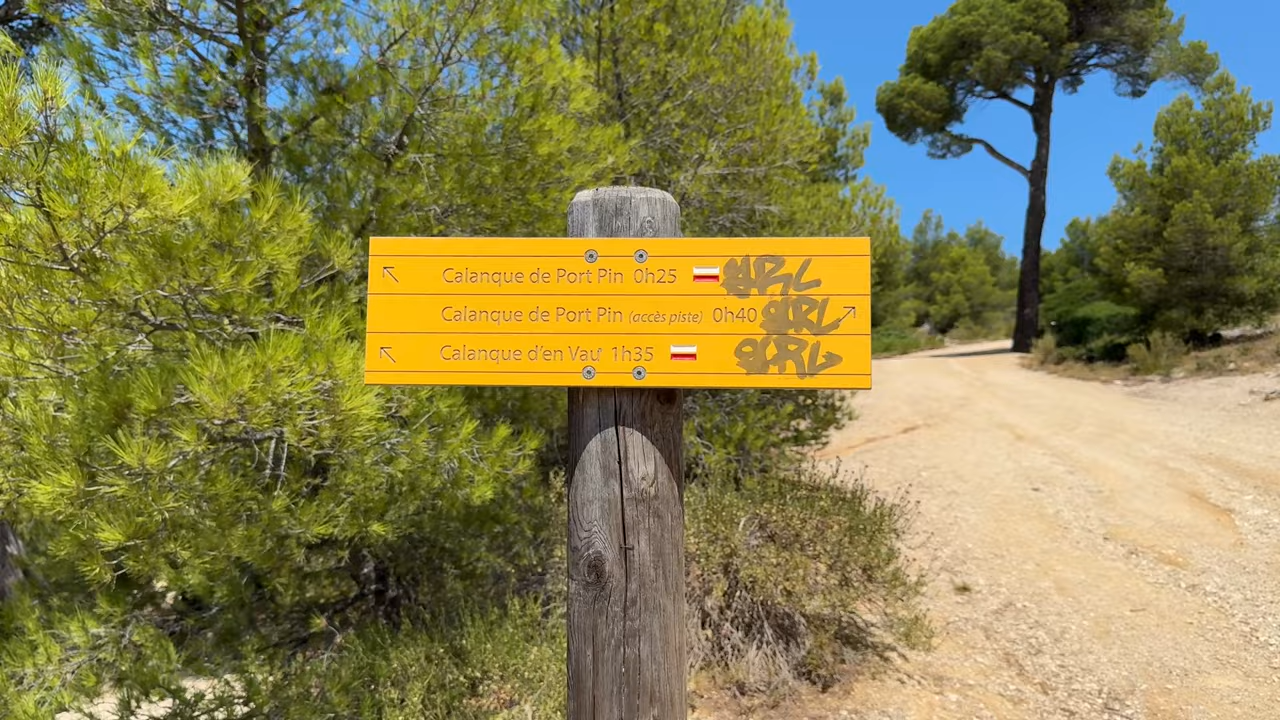 Calanque de Port Pin 0h25
Calanque de Port Pin (accès piste) 0h40
Calanque d'en Vau 1h35